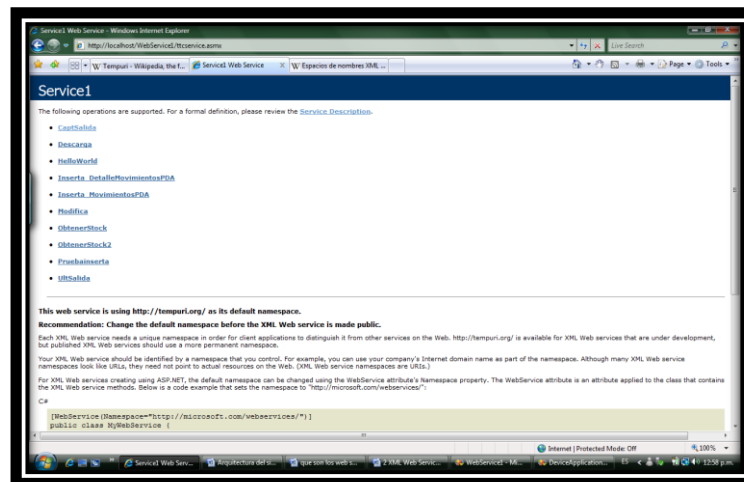 Service1 Web Service - Windows Internet Explorer
http://localhost/WebService1/ttcservice.asmx
Live Search
W Tempuri - Wikipedia, the f...
Service1 Web Service
X
W Espacios de nombres XML ...
Page
Tools
Service1
The following operations are supported. For a formal definition, please review the Service Description.
• CaptSalida
• Descarga
• HelloWorld
• Inserta_DetalleMovimientosPDA
• Inserta_MovimientosPDA
• Modifica
• ObtenerStock
• ObtenerStock2
• Pruebainserta
• UltSalida
This web service is using http://tempuri.org/ as its default namespace.
Recommendation: Change the default namespace before the XML Web service is made public.
Each XML Web service needs a unique namespace in order for client applications to distinguish it from other services on the Web. http://tempuri.org/ is available for XML Web services that are under development,
but published XML Web services should use a more permanent namespace.
Your XML Web service should be identified by a namespace that you control. For example, you can use your company's Internet domain name as part of the namespace. Although many XML Web service
namespaces look like URLs, they need not point to actual resources on the Web. (XML Web service namespaces are URIs.)
For XML Web services creating using ASP.NET, the default namespace can be changed using the WebService attribute's Namespace property. The WebService attribute is an attribute applied to the class that contains
the XML Web service methods. Below is a code example that sets the namespace to "http://microsoft.com/webservices/":
C#
[WebService(Namespace="http://microsoft.com/webservices/")]
public class MyWebService {
Internet | Protected Mode: Off
100%
Service1 Web Serv...
Arquitectura del si...
que son los web s...
2 XML Web Servic...
WebService1 - Mi...
DeviceApplication...
ES
12:58 p.m.